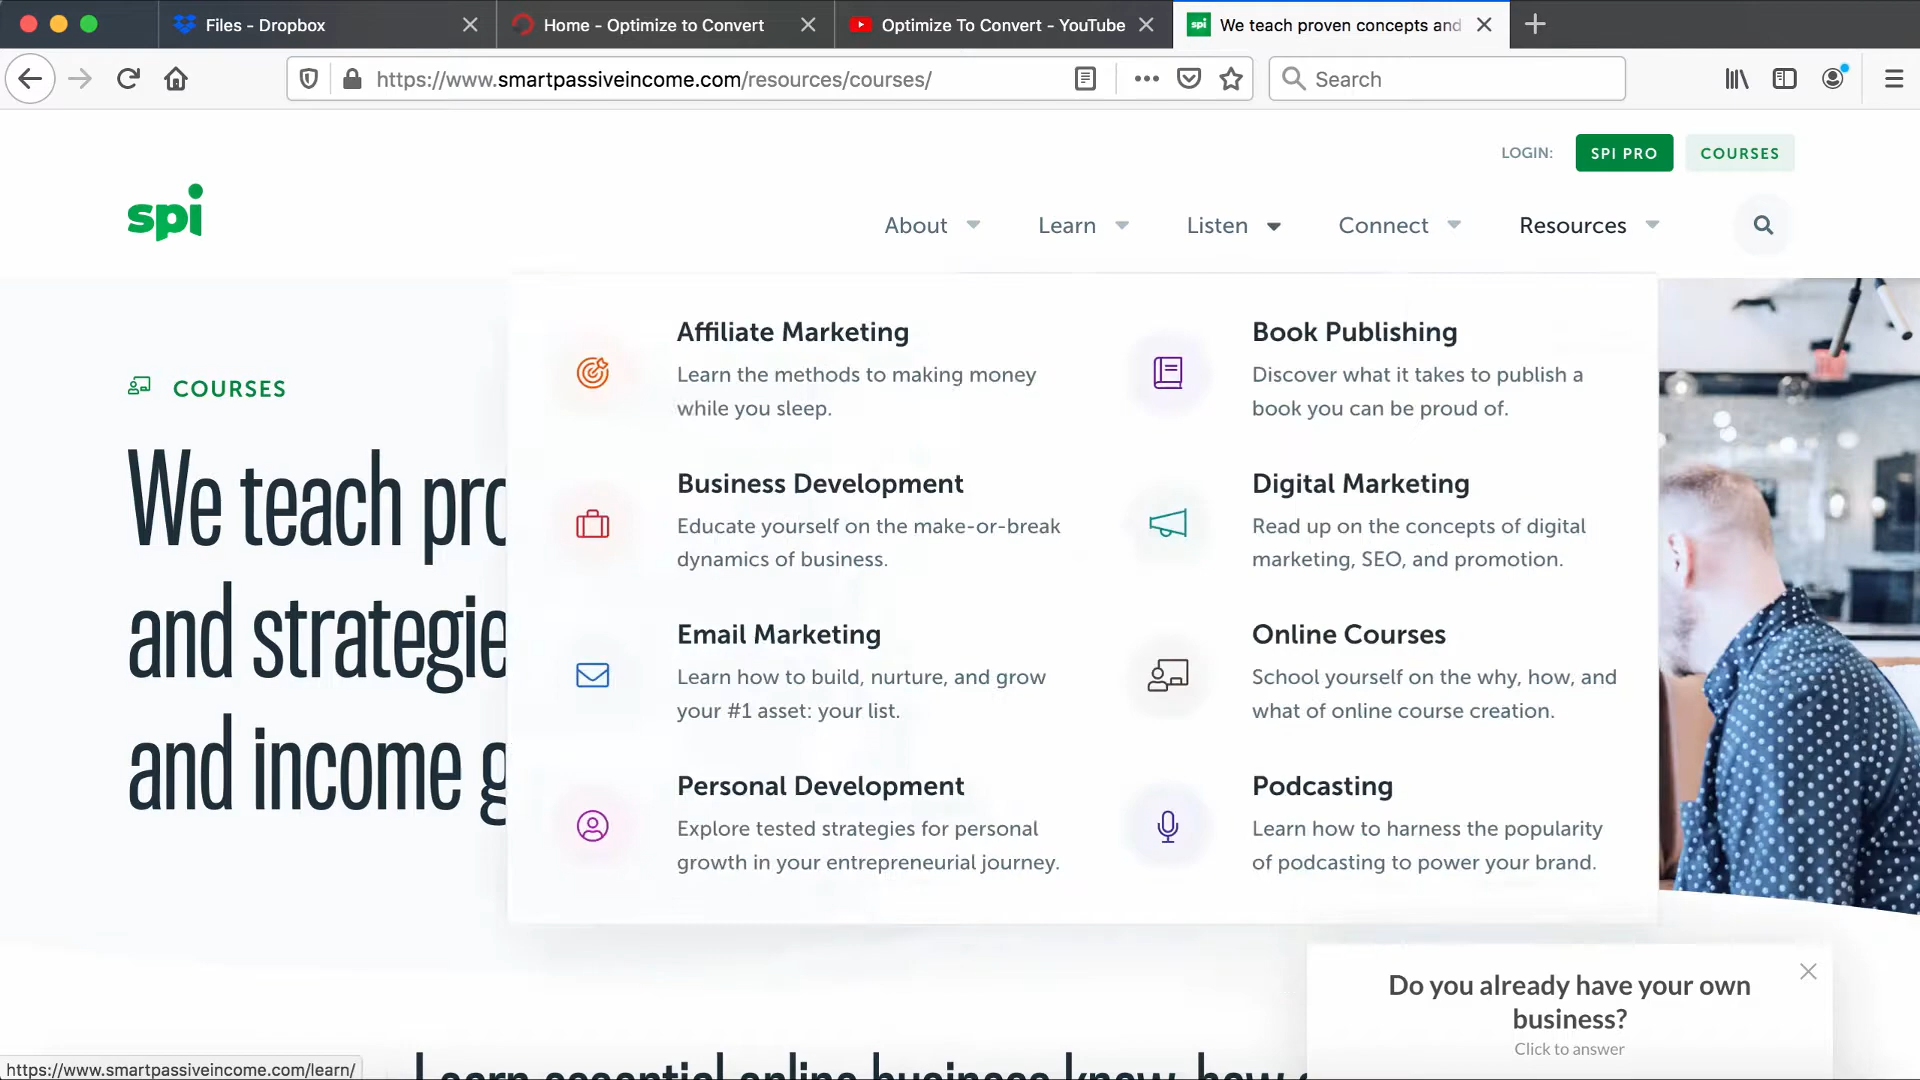 Files - Dropbox
Home - Optimize to Convert
Optimize To Convert - YouTube
spi
We teach proven concepts and
https://www.smartpassiveincome.com/resources/courses/
Search
LOGIN:
SPI PRO
COURSES
spi
About
Learn
Listen
Connect
Resources
COURSES
We teach pro
and strategie
and income g
Affiliate Marketing
Learn the methods to making money
while you sleep.
Book Publishing
Discover what it takes to publish a
book you can be proud of.
Business Development
Educate yourself on the make-or-break
dynamics of business.
Digital Marketing
Read up on the concepts of digital
marketing, SEO, and promotion.
Email Marketing
Learn how to build, nurture, and grow
your #1 asset: your list.
Online Courses
School yourself on the why, how, and
what of online course creation.
Personal Development
Explore tested strategies for personal
growth in your entrepreneurial journey.
Podcasting
Learn how to harness the popularity
of podcasting to power your brand.
Do you already have your own
business?
Click to answer
Learn essential online business know-how
https://www.smartpassiveincome.com/learn/